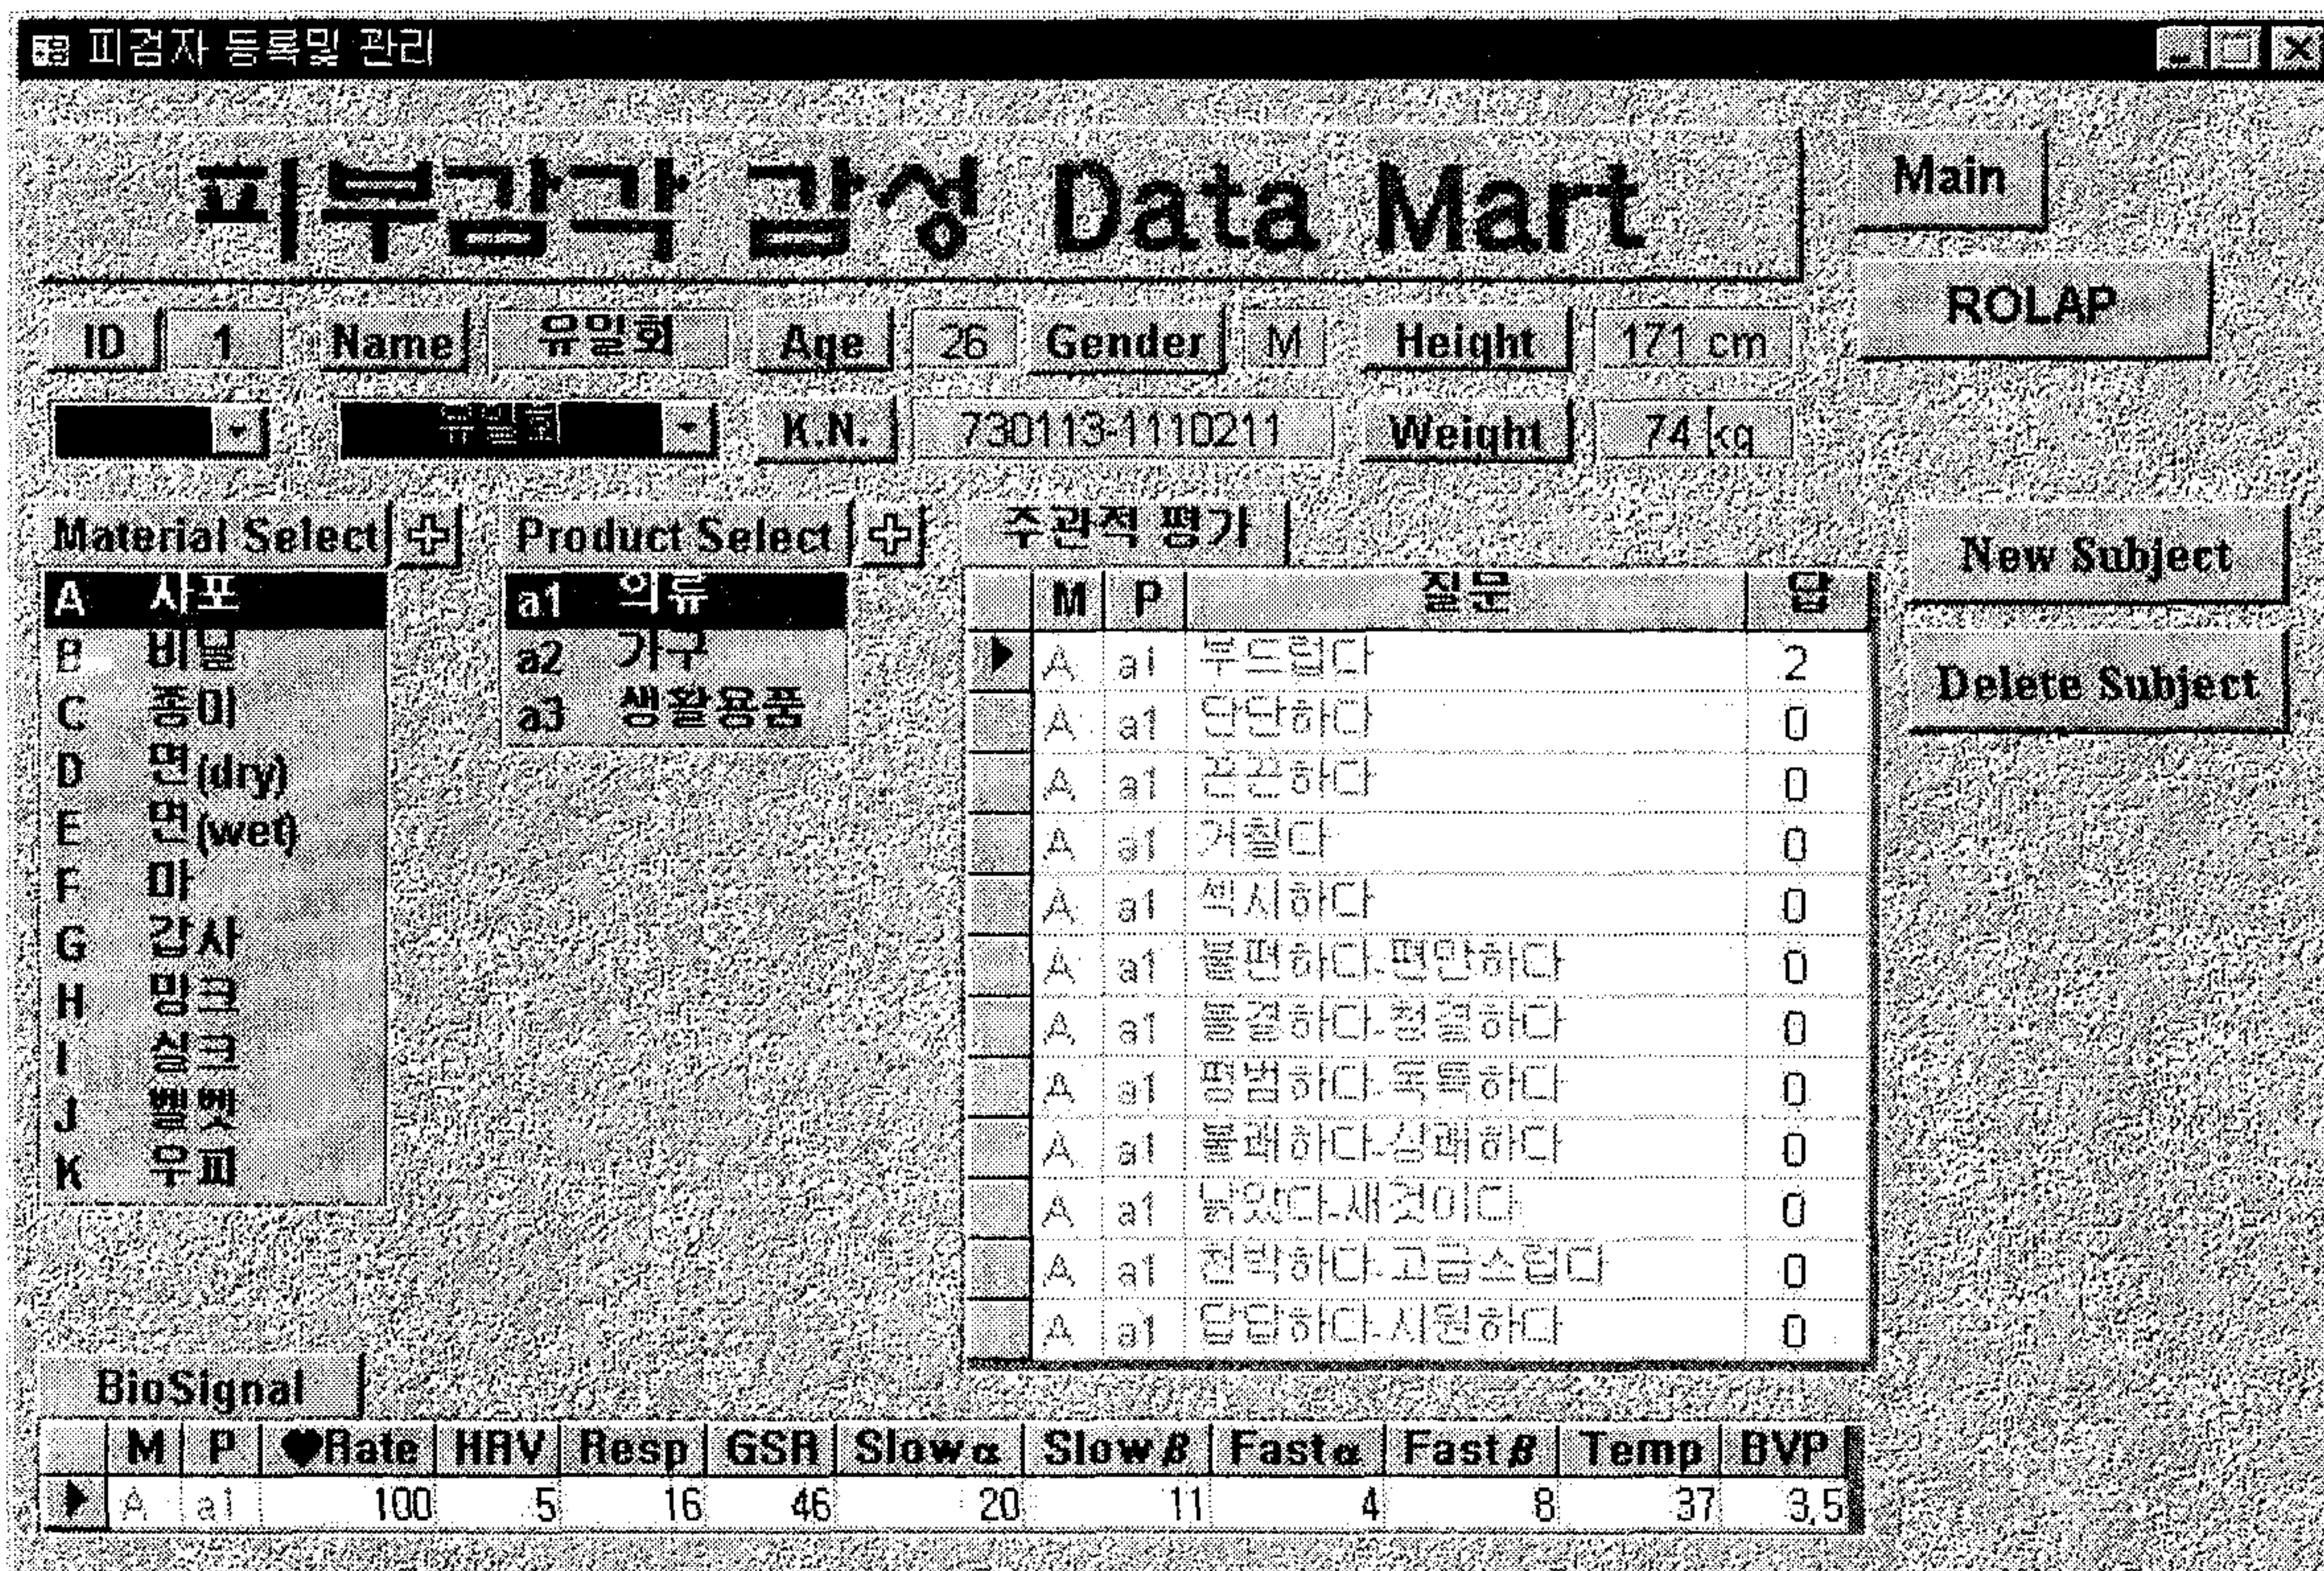 피검자 등록및 관리
피부감각 감성 Data Mart
Main
ROLAP
ID 1 Name Age 26 Gender M Height 171 cm
K.N. 730113-1110211 Weight 74 kg
Material Select Product Select 주관적 평가
New Subject
Delete Subject
A 사포
B 비닐
C 종이
D 면(dry)
E 면(wet)
F 마
G 갑사
H 밍크
I 실크
J 벨벳
K 우피
a1 의류
a2 가구
a3 생활용품
M P 질문 답
A a1 부드럽다 2
A a1 단단하다 0
A a1 끈끈하다 0
A a1 거칠다 0
A a1 섹시하다 0
A a1 불편하다-편안하다 0
A a1 불결하다-청결하다 0
A a1 평범하다-독특하다 0
A a1 불쾌하다-상쾌하다 0
A a1 낡았다-새것이다 0
A a1 천박하다-고급스럽다 0
A a1 답답하다-시원하다 0
BioSignal
M P ♥Rate HRV Resp GSR Slow α Slow β Fast α Fast β Temp BVP
A a1 100 5 16 46 20 11 4 8 37 3,5